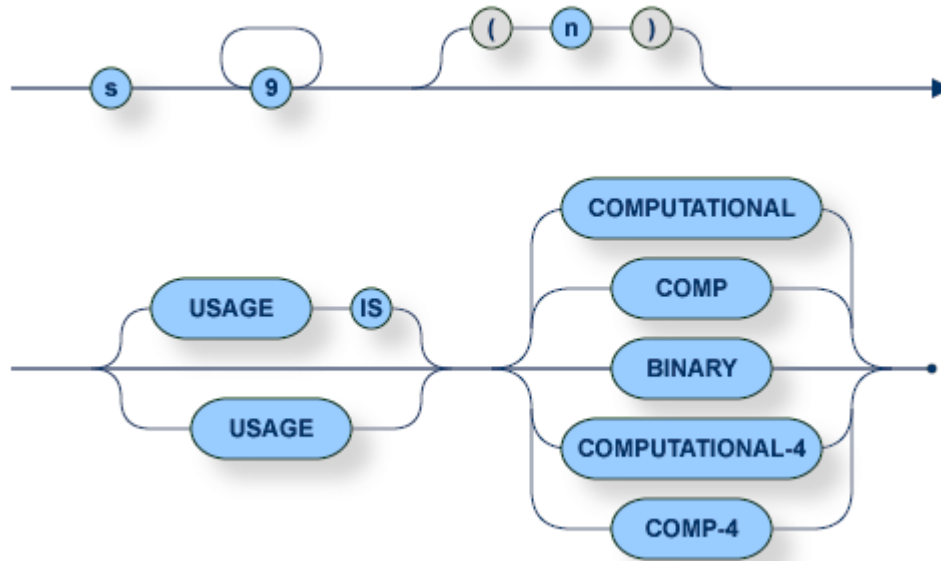 ( n )
s 9
COMPUTATIONAL
COMP
USAGE IS
BINARY
USAGE
COMPUTATIONAL-4
COMP-4